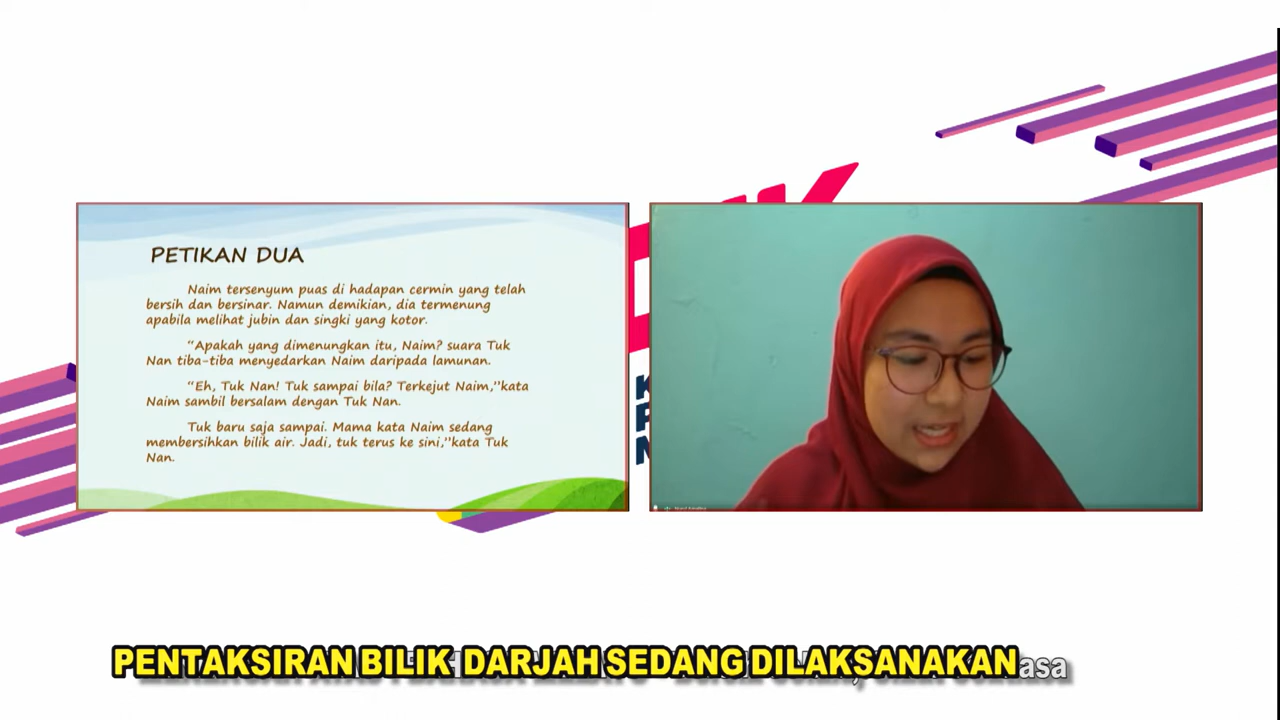 PETIKAN DUA
Naim tersenyum puas di hadapan cermin yang telah
bersih dan bersinar. Namun demikian, dia termenung
apabila melihat jubin dan singki yang kotor.
“Apakah yang dimenungkan itu, Naim? suara Tuk
Nan tiba-tiba menyedarkan Naim daripada lamunan.
“Eh, Tuk Nan! Tuk sampai bila? Terkejut Naim,”kata
Naim sambil bersalam dengan Tuk Nan.
Tuk baru saja sampai. Mama kata Naim sedang
membersihkan bilik air. Jadi, tuk terus ke sini,”kata Tuk
Nan.
PENTAKSIRAN BILIK DARJAH SEDANG DILAKSANAKAN